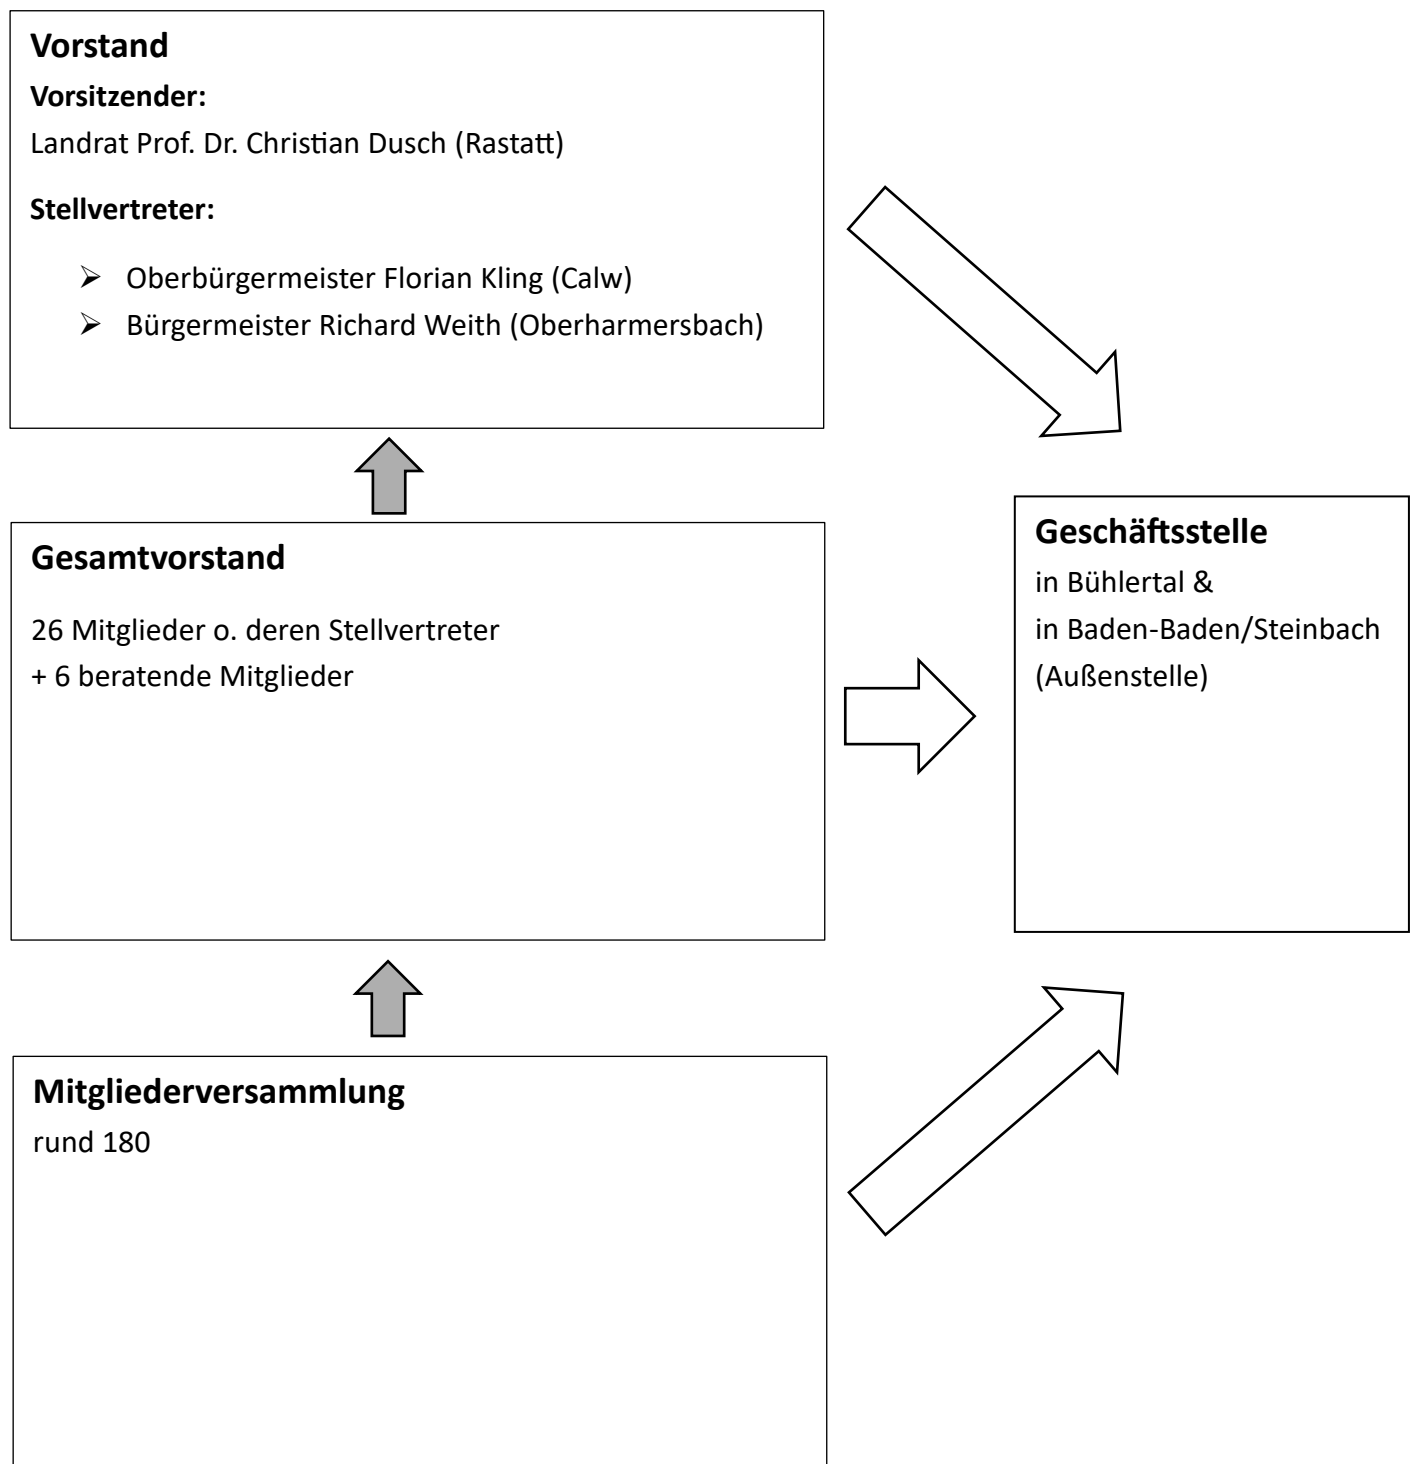 Vorstand
Vorsitzender:
Landrat Prof. Dr. Christian Dusch (Rastatt)
Stellvertreter:
➢ Oberbürgermeister Florian Kling (Calw)
➢ Bürgermeister Richard Weith (Oberharmersbach)
Gesamtvorstand
26 Mitglieder o. deren Stellvertreter
+ 6 beratende Mitglieder
Geschäftsstelle
in Bühlertal &
in Baden-Baden/Steinbach
(Außenstelle)
Mitgliederversammlung
rund 180